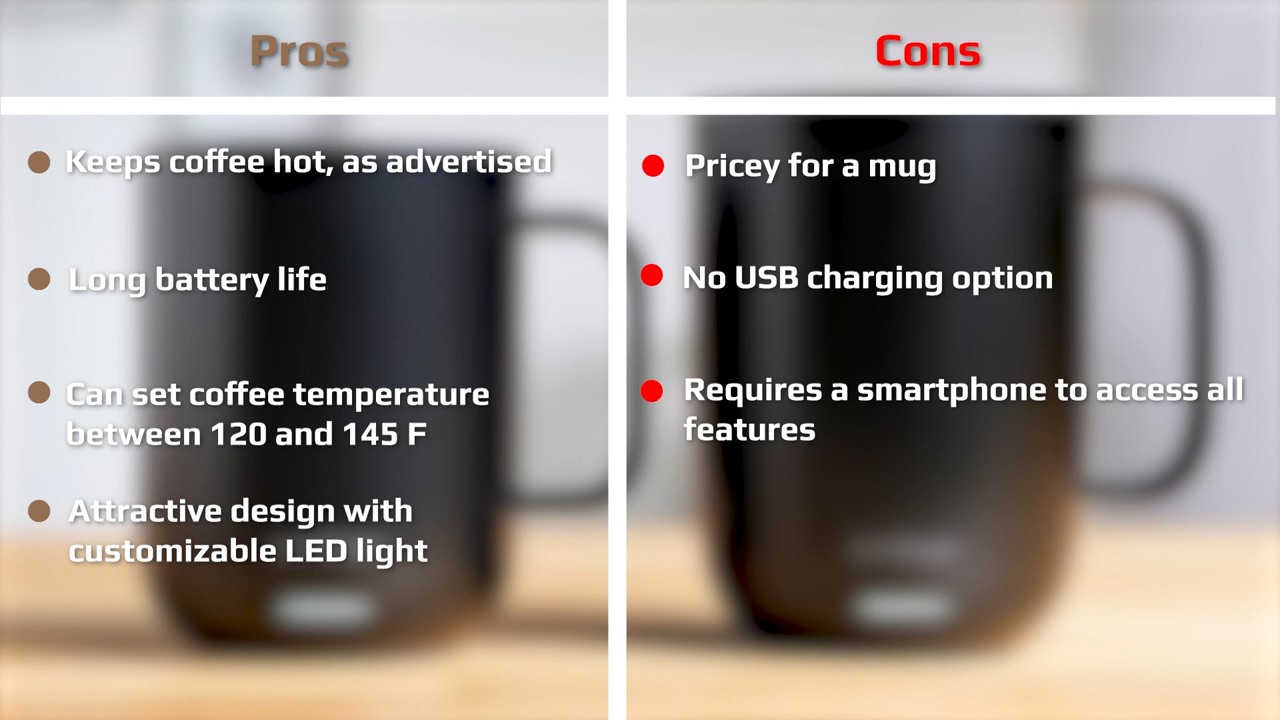 Pros
Keeps coffee hot, as advertised
Long battery life
Can set coffee temperature
between 120 and 145 F
Attractive design with
customizable LED light
Cons
Pricey for a mug
No USB charging option
Requires a smartphone to access all
features